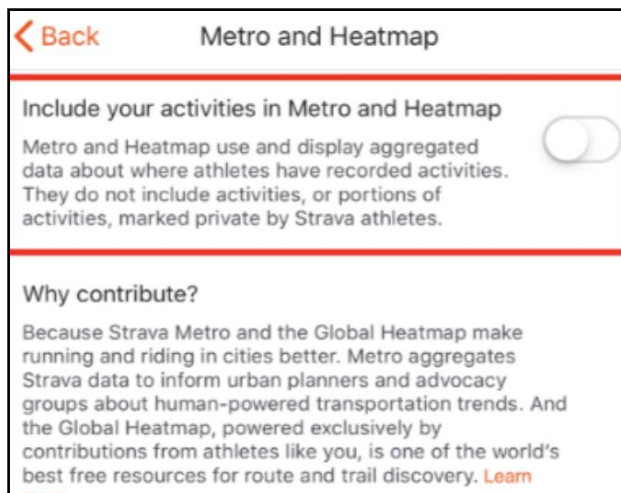 Back Metro and Heatmap
Include your activities in Metro and Heatmap
Metro and Heatmap use and display aggregated
data about where athletes have recorded activities.
They do not include activities, or portions of
activities, marked private by Strava athletes.
Why contribute?
Because Strava Metro and the Global Heatmap make
running and riding in cities better. Metro aggregates
Strava data to inform urban planners and advocacy
groups about human-powered transportation trends. And
the Global Heatmap, powered exclusively by
contributions from athletes like you, is one of the world's
best free resources for route and trail discovery. Learn